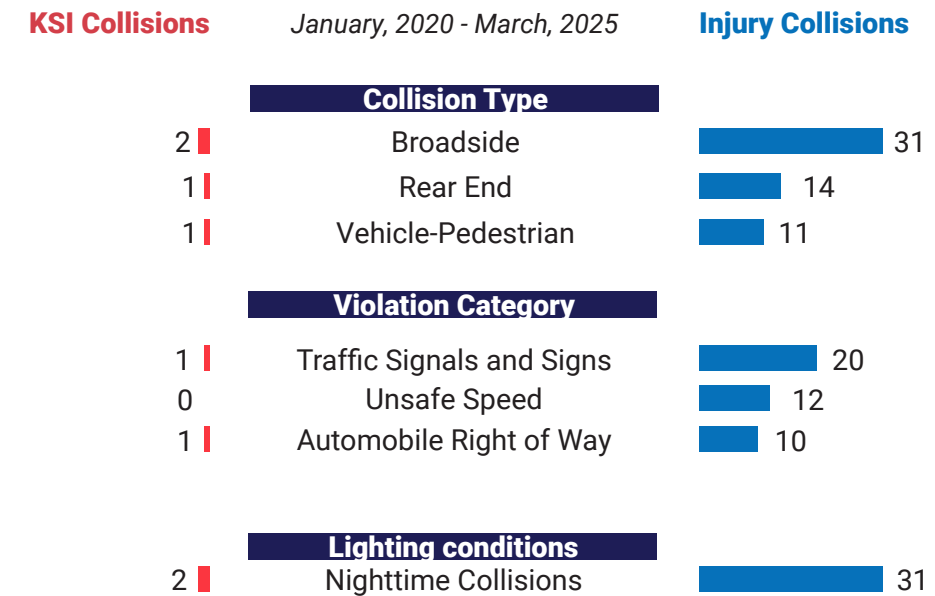 KSI Collisions January, 2020 - March, 2025 Injury Collisions
Collision Type
2 Broadside 31
1 Rear End 14
1 Vehicle-Pedestrian 11
Violation Category
1 Traffic Signals and Signs 20
0 Unsafe Speed 12
1 Automobile Right of Way 10
Lighting conditions
2 Nighttime Collisions 31